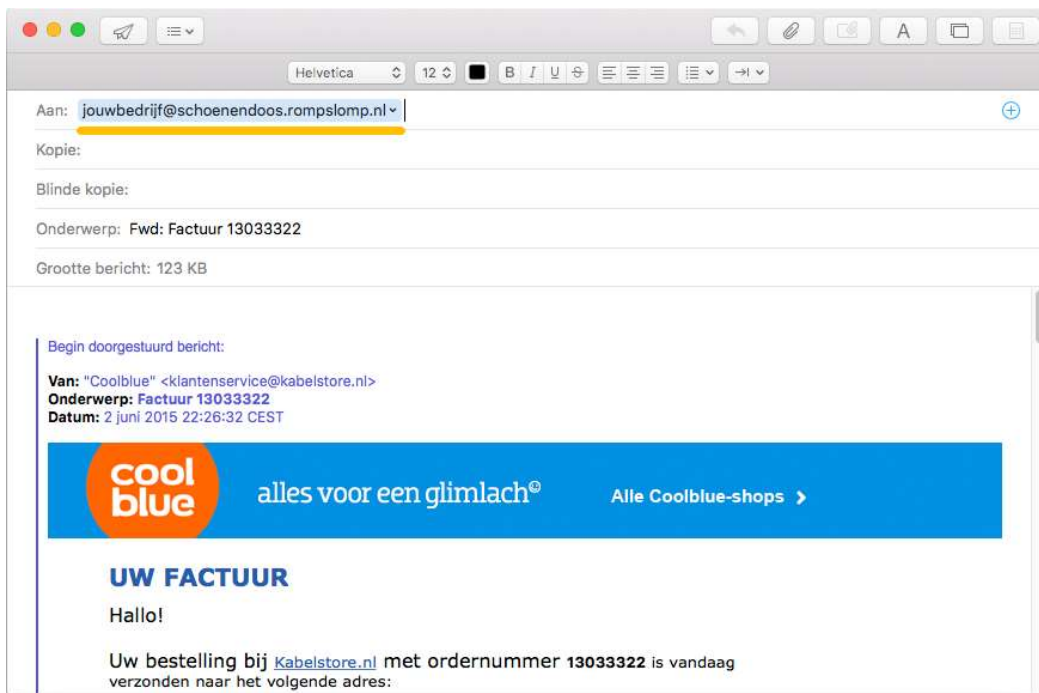 Helvetica 12 B I U S
A
Aan: jouwbedrijf@schoenendoos.rompslomp.nl
Kopie:
Blinde kopie:
Onderwerp: Fwd: Factuur 13033322
Grootte bericht: 123 KB
Begin doorgestuurd bericht:
Van: "Coolblue" <klantenservice@kabelstore.nl>
Onderwerp: Factuur 13033322
Datum: 2 juni 2015 22:26:32 CEST
cool
blue
alles voor een glimlach®
Alle Coolblue-shops
UW FACTUUR
Hallo!
Uw bestelling bij Kabelstore.nl met ordernummer 13033322 is vandaag
verzonden naar het volgende adres: